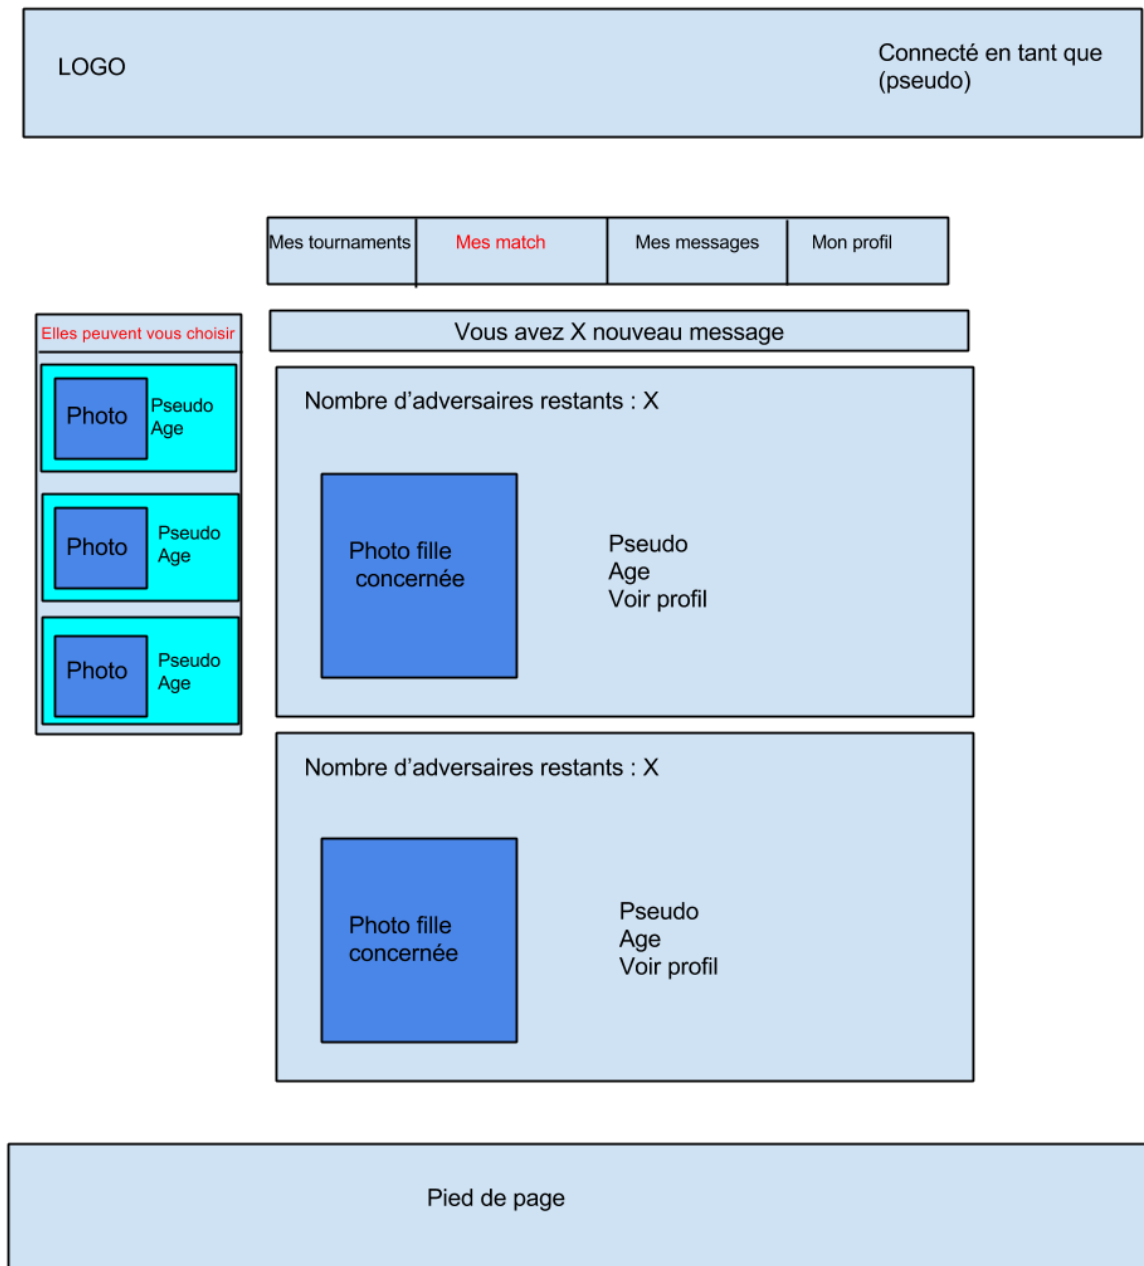 LOGO
Connecté en tant que
(pseudo)
Mes tournaments
Mes match
Mes messages
Mon profil
Elles peuvent vous choisir
Photo
Pseudo
Age
Photo
Pseudo
Age
Photo
Pseudo
Age
Vous avez X nouveau message
Nombre d’adversaires restants : X
Photo fille
concernée
Pseudo
Age
Voir profil
Nombre d’adversaires restants : X
Photo fille
concernée
Pseudo
Age
Voir profil
Pied de page